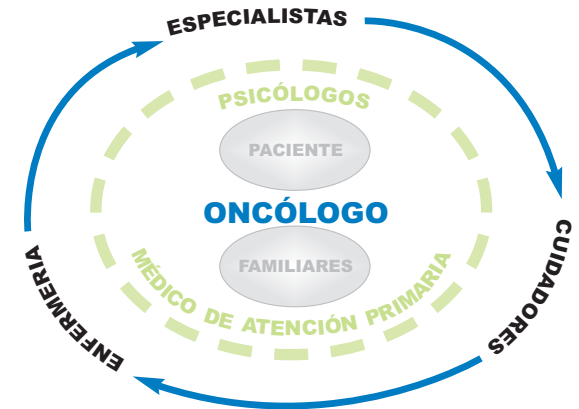 ESPECIALISTAS
PSICÓLOGOS
PACIENTE
ONCÓLOGO
FAMILIARES
MÉDICO DE ATENCIÓN PRIMARIA
CUIDADORES
ENFERMERIA